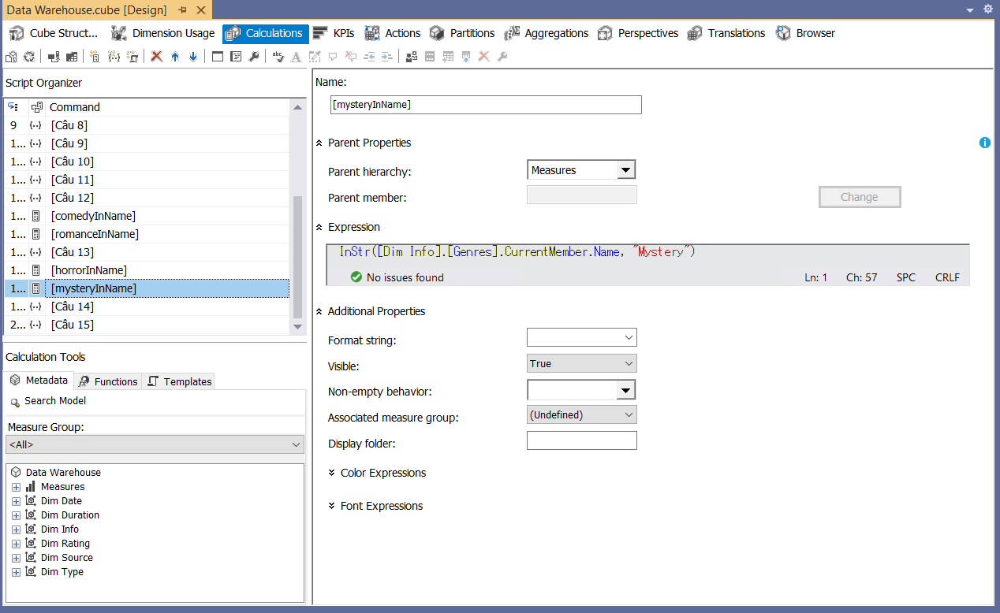 Data Warehouse.cube [Design]
Cube Struct... Dimension Usage Calculations KPIs Actions Partitions Aggregations Perspectives Translations Browser
Script Organizer
Command
9 [Câu 8]
1... [Câu 9]
1... [Câu 10]
1... [Câu 11]
1... [Câu 12]
1... [comedyInName]
1... [romanceInName]
1... [Câu 13]
1... [horrorInName]
1... [mysteryInName]
1... [Câu 14]
2... [Câu 15]
Calculation Tools
Metadata Functions Templates
Search Model
Measure Group:
<All>
Data Warehouse
Measures
Dim Date
Dim Duration
Dim Info
Dim Rating
Dim Source
Dim Type
Name:
[mysteryInName]
Parent Properties
Parent hierarchy: Measures
Parent member: Change
Expression
InStr([Dim Info].[Genres].CurrentMember.Name, "Mystery")
No issues found Ln: 1 Ch: 57 SPC CRLF
Additional Properties
Format string:
Visible: True
Non-empty behavior:
Associated measure group: (Undefined)
Display folder:
Color Expressions
Font Expressions